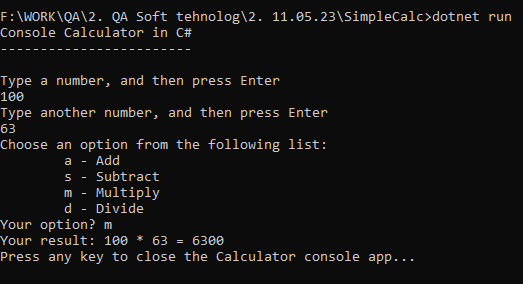 F:\WORK\QA\2. QA Soft tehnolog\2. 11.05.23\SimpleCalc>dotnet run
Console Calculator in C#
------------------------
Type a number, and then press Enter
100
Type another number, and then press Enter
63
Choose an option from the following list:
a - Add
s - Subtract
m - Multiply
d - Divide
Your option? m
Your result: 100 * 63 = 6300
Press any key to close the Calculator console app...